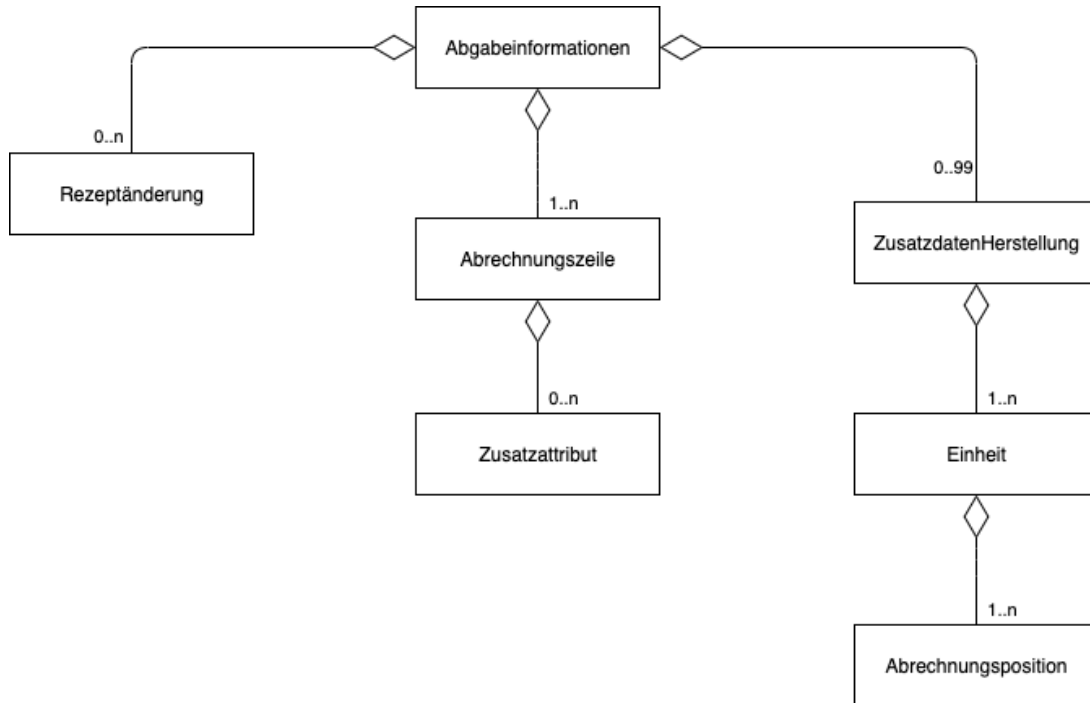 Abgabeinformationen
0..n
Rezeptänderung
1..n
Abrechnungszeile
0..99
ZusatzdatenHerstellung
0..n
Zusatzattribut
1..n
Einheit
1..n
Abrechnungsposition